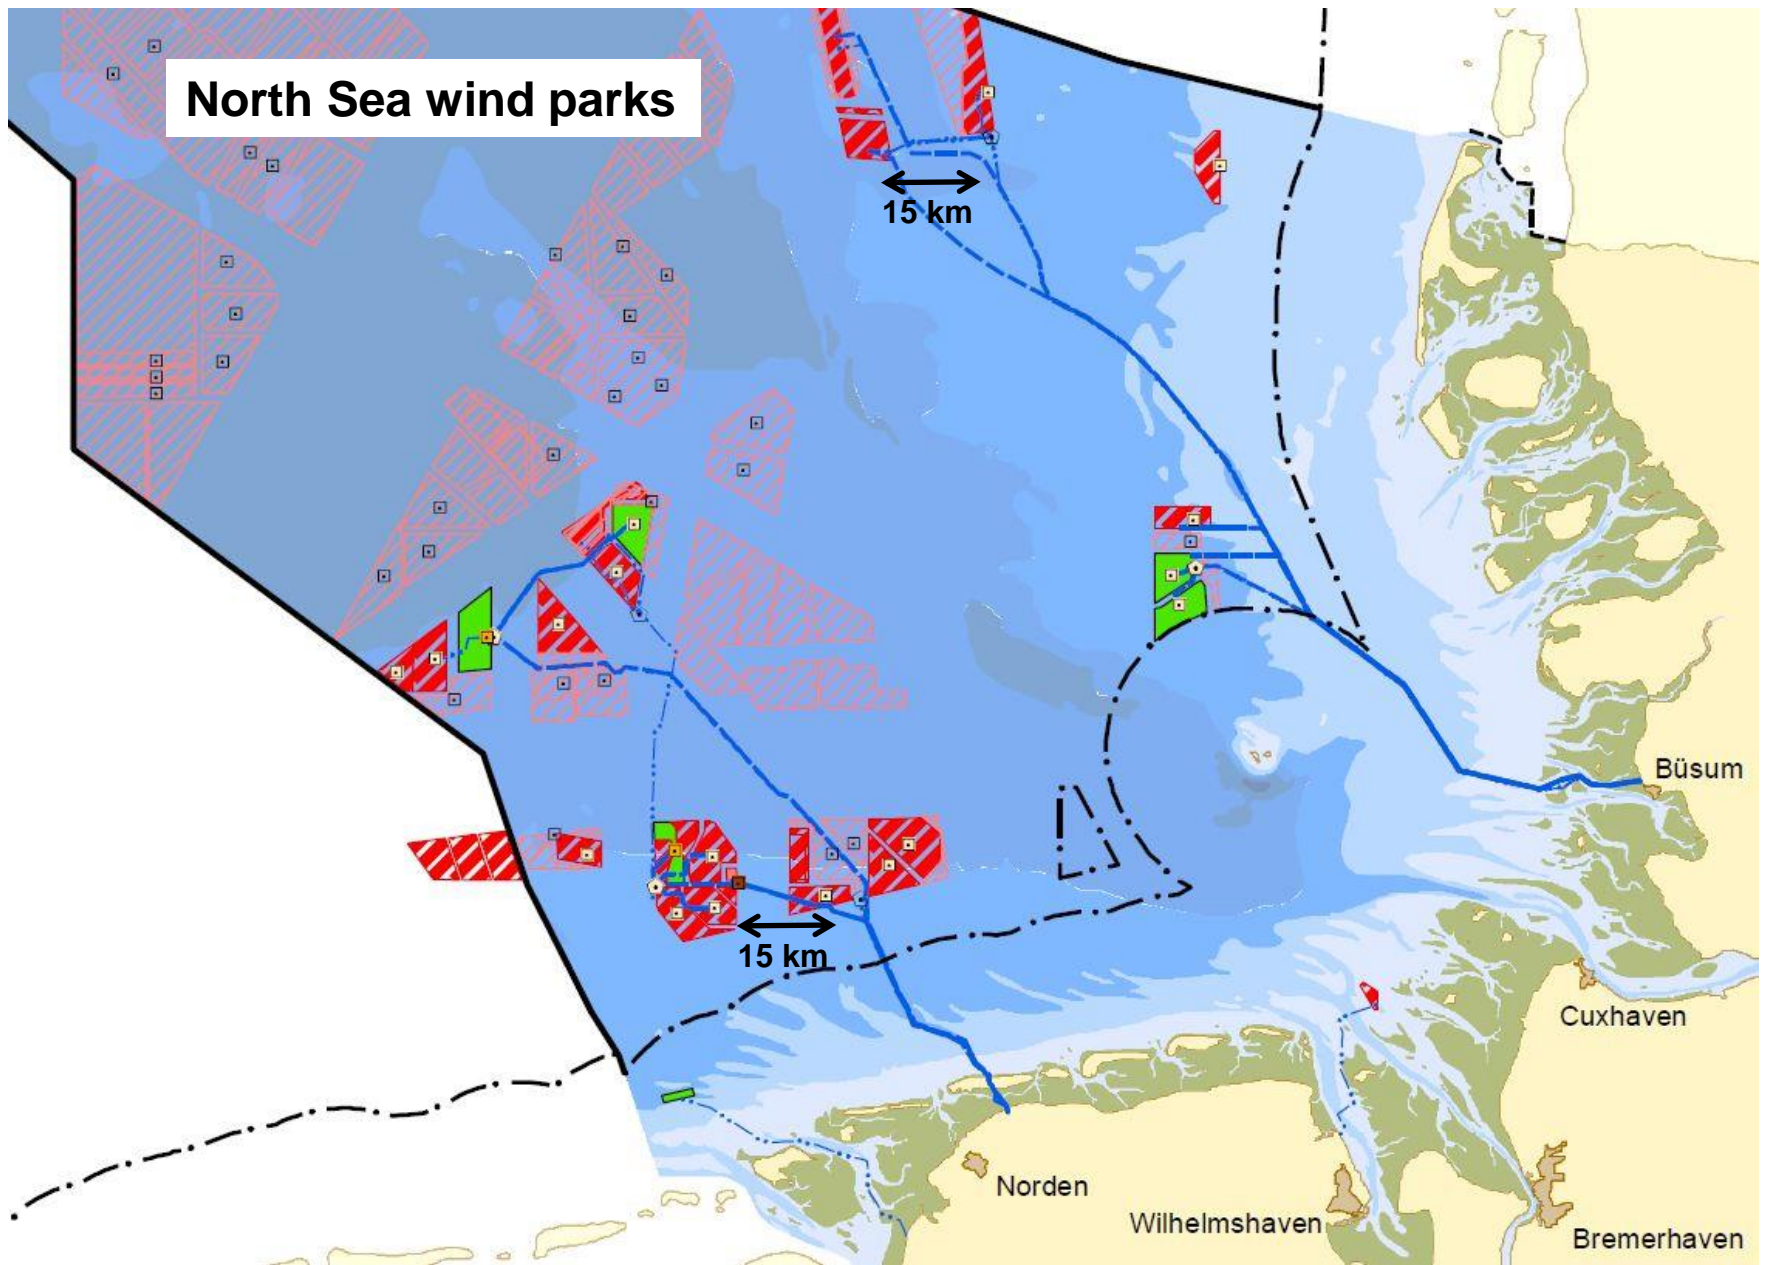 North Sea wind parks
15 km
Büsum
15 km
Cuxhaven
Norden
Wilhelmshaven
Bremerhaven